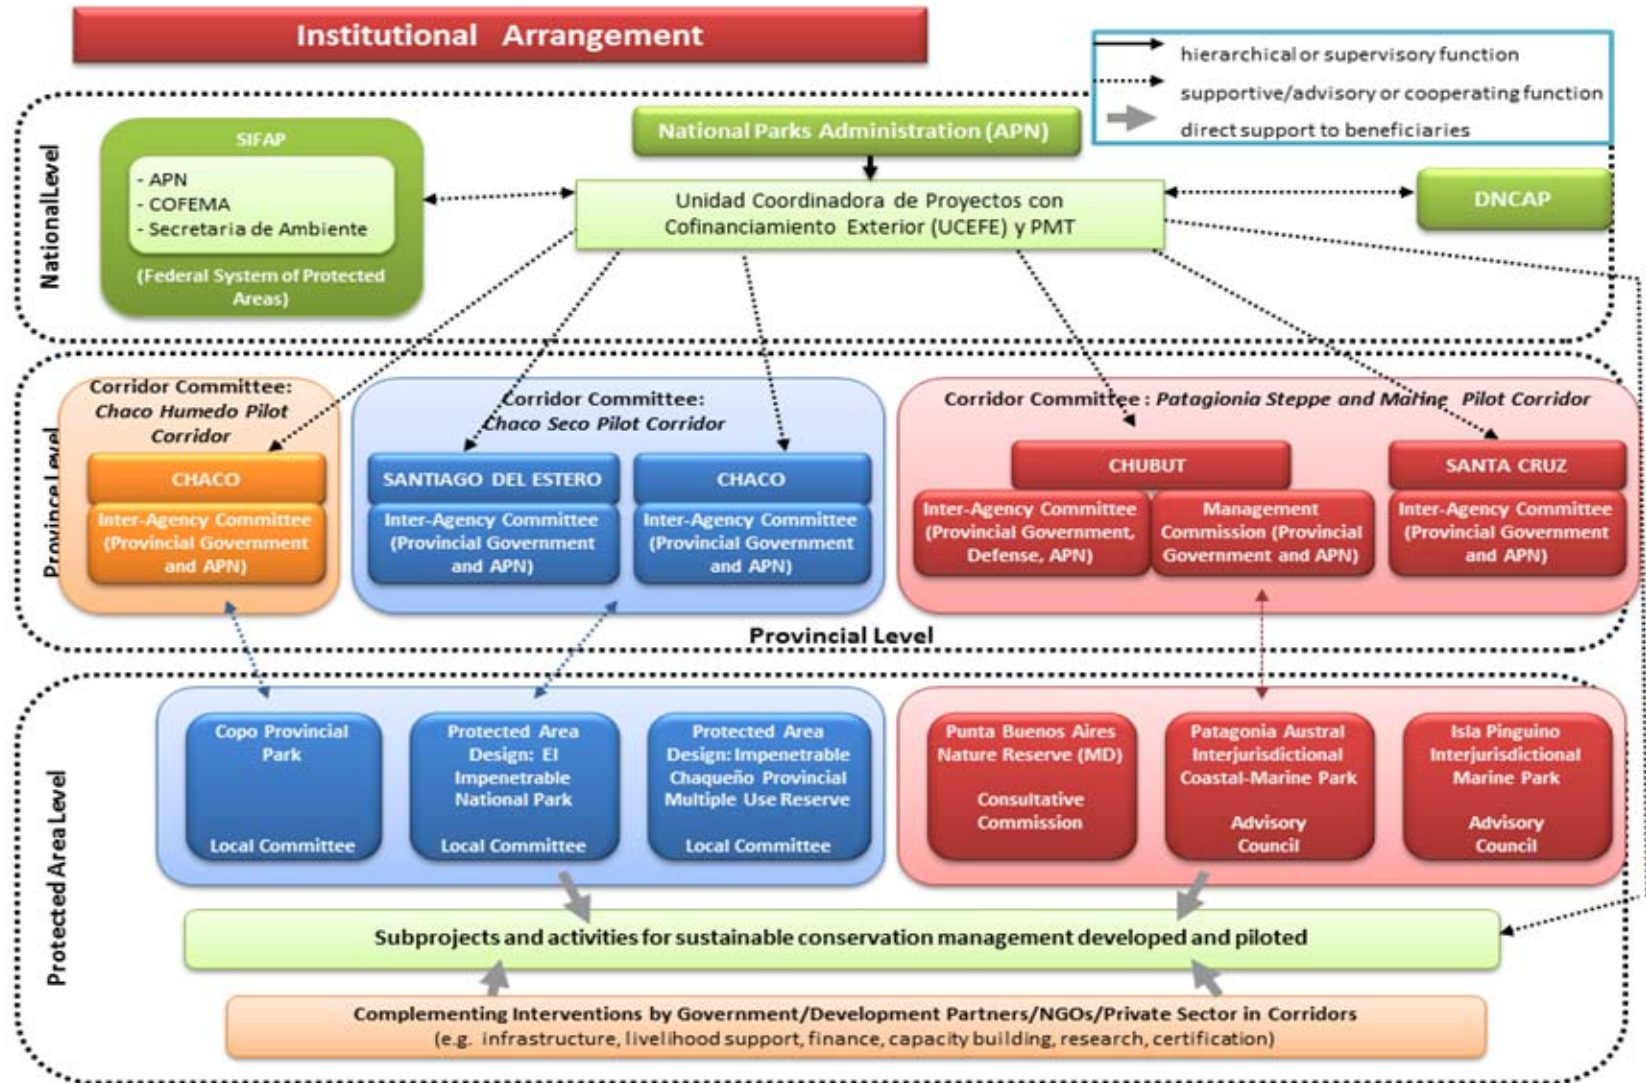 Institutional Arrangement
hierarchical or supervisory function
supportive/advisory or cooperating function
direct support to beneficiaries
National Level
SIFAP
- APN
- COFEMA
- Secretaria de Ambiente
(Federal System of Protected
Areas)
National Parks Administration (APN)
Unidad Coordinadora de Proyectos con
Cofinanciamiento Exterior (UCEFE) y PMT
DNCAP
Province Level
Corridor Committee:
Chaco Humedo Pilot
Corridor
CHACO
Inter-Agency Committee
(Provincial Government
and APN)
Corridor Committee:
Chaco Seco Pilot Corridor
SANTIAGO DEL ESTERO
Inter-Agency Committee
(Provincial Government
and APN)
CHACO
Inter-Agency Committee
(Provincial Government
and APN)
Corridor Committee : Patagionia Steppe and Marine Pilot Corridor
CHUBUT
Inter-Agency Committee
(Provincial Government,
Defense, APN)
Management
Commission (Provincial
Government and APN)
SANTA CRUZ
Inter-Agency Committee
(Provincial Government
and APN)
Provincial Level
Protected Area Level
Copo Provincial
Park
Local Committee
Protected Area
Design: El
Impenetrable
National Park
Local Committee
Protected Area
Design: Impenetrable
Chaqueño Provincial
Multiple Use Reserve
Local Committee
Punta Buenos Aires
Nature Reserve (MD)
Consultative
Commission
Patagonia Austral
Interjurisdictional
Coastal-Marine Park
Advisory
Council
Isla Pinguino
Interjurisdictional
Marine Park
Advisory
Council
Subprojects and activities for sustainable conservation management developed and piloted
Complementing Interventions by Government/Development Partners/NGOs/Private Sector in Corridors
(e.g. infrastructure, livelihood support, finance, capacity building, research, certification)